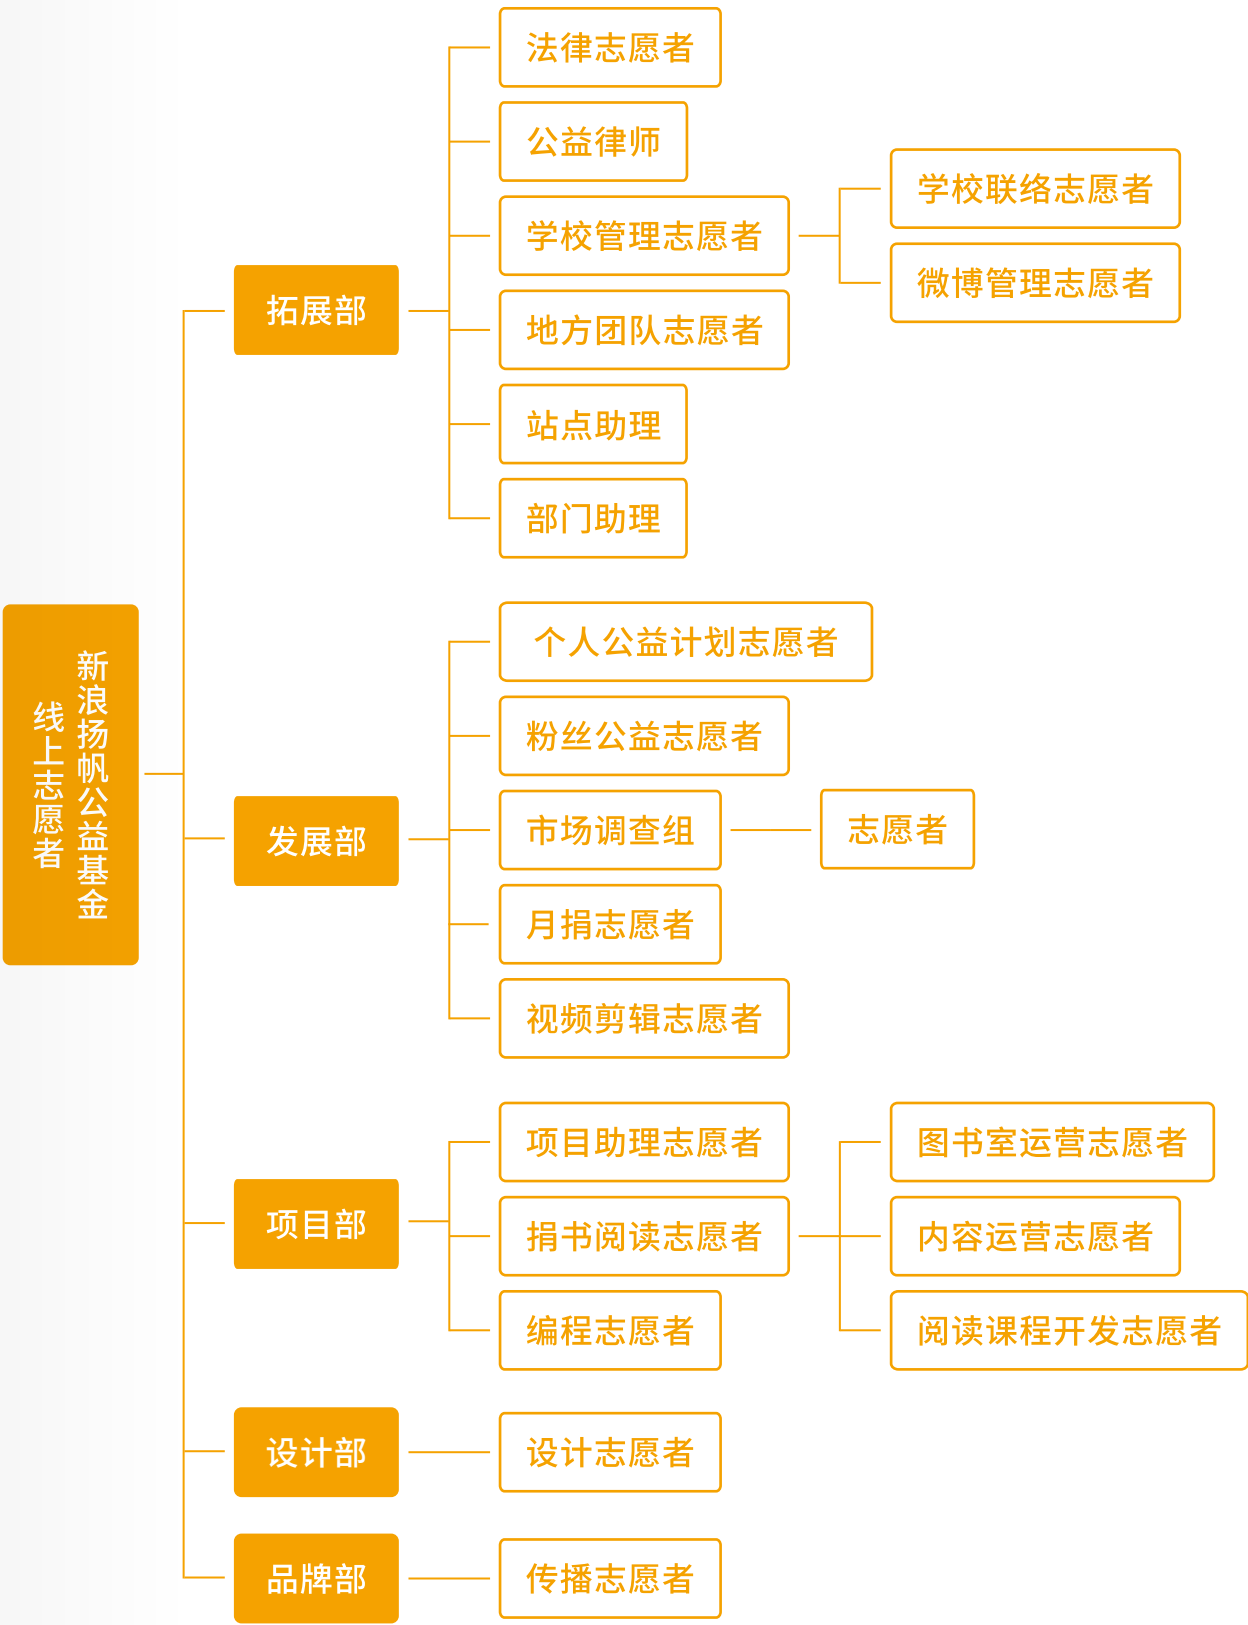 新浪扬帆公益基金
线上志愿者
拓展部
法律志愿者
公益律师
学校管理志愿者
学校联络志愿者
微博管理志愿者
地方团队志愿者
站点助理
部门助理
发展部
个人公益计划志愿者
粉丝公益志愿者
市场调查组
志愿者
月捐志愿者
视频剪辑志愿者
项目部
项目助理志愿者
捐书阅读志愿者
图书室运营志愿者
内容运营志愿者
阅读课程开发志愿者
编程志愿者
设计部
设计志愿者
品牌部
传播志愿者